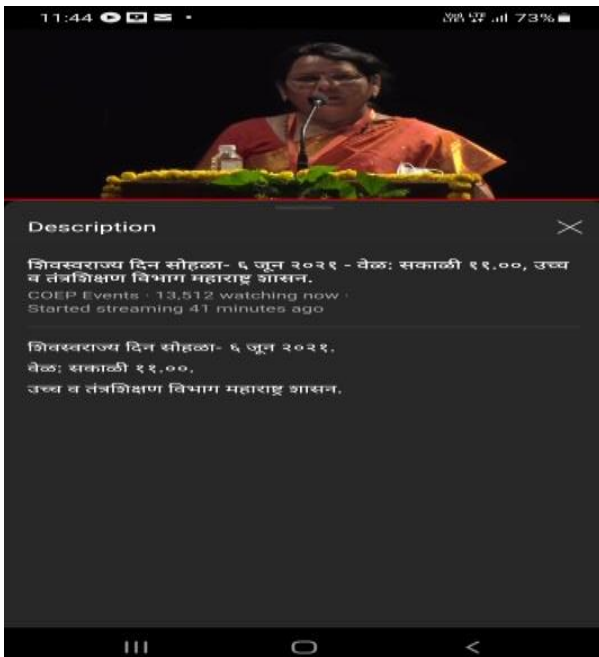 11:44
73%
Description
शिवस्वराज्य दिन सोहळा- ६ जून २०२१ - वेळ: सकाळी ११.००, उच्च
व तंत्रशिक्षण विभाग महाराष्ट्र शासन.
COEP Events · 13,512 watching now ·
Started streaming 41 minutes ago
शिवस्वराज्य दिन सोहळा- ६ जून २०२१.
वेळ: सकाळी ११.००.
उच्च व तंत्रशिक्षण विभाग महाराष्ट्र शासन.